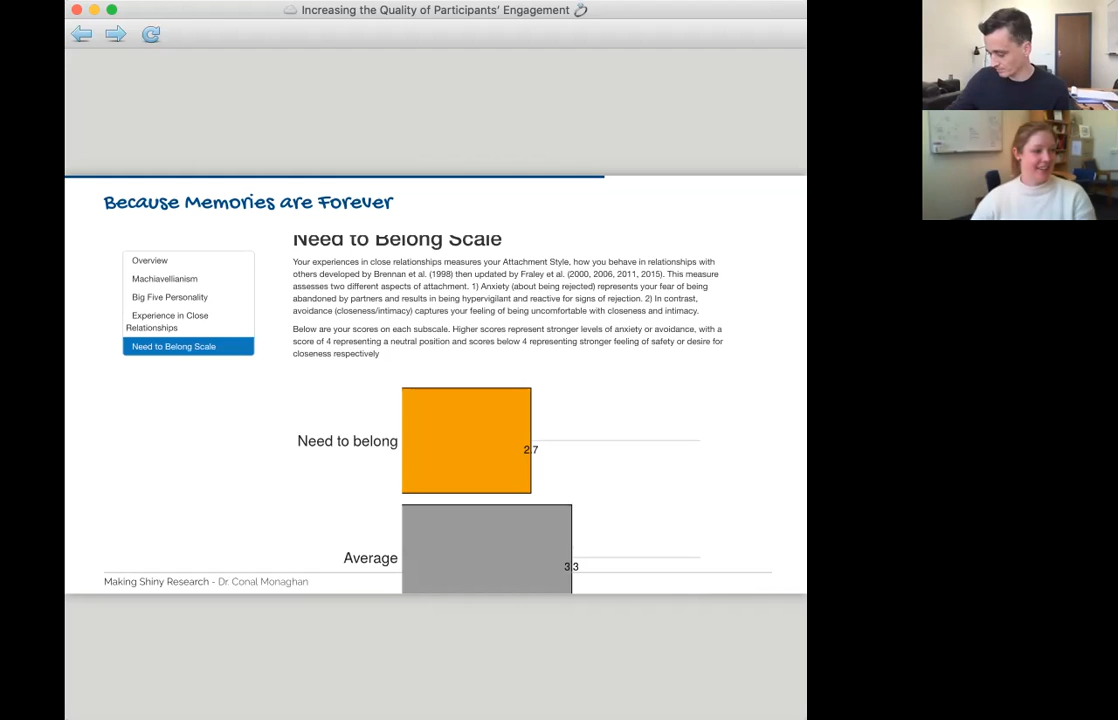 Increasing the Quality of Participants' Engagement
Because Memories are Forever
Overview
Machiavellianism
Big Five Personality
Experience in Close
Relationships
Need to Belong Scale
Need to Belong Scale
Your experiences in close relationships measures your Attachment Style, how you behave in relationships with
others developed by Brennan et al. (1998) then updated by Fraley et al. (2000, 2006, 2011, 2015). This measure
assesses two different aspects of attachment. 1) Anxiety (about being rejected) represents your fear of being
abandoned by partners and results in being hypervigilant and reactive for signs of rejection. 2) In contrast,
avoidance (closeness/intimacy) captures your feeling of being uncomfortable with closeness and intimacy.
Below are your scores on each subscale. Higher scores represent stronger levels of anxiety or avoidance, with a
score of 4 representing a neutral position and scores below 4 representing stronger feeling of safety or desire for
closeness respectively
Need to belong
2.7
Average
3.3
Making Shiny Research - Dr. Conal Monaghan